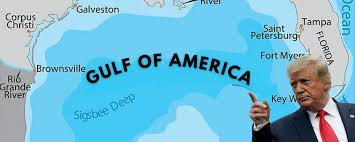 Corpus
Christi
Galveston
River
Tampa
Saint
Petersburg
FLORIDA
Ocean
Brownsville
GULF OF AMERICA
Fort Myers
Río
Grande
River
Sigsbee Deep
Key W